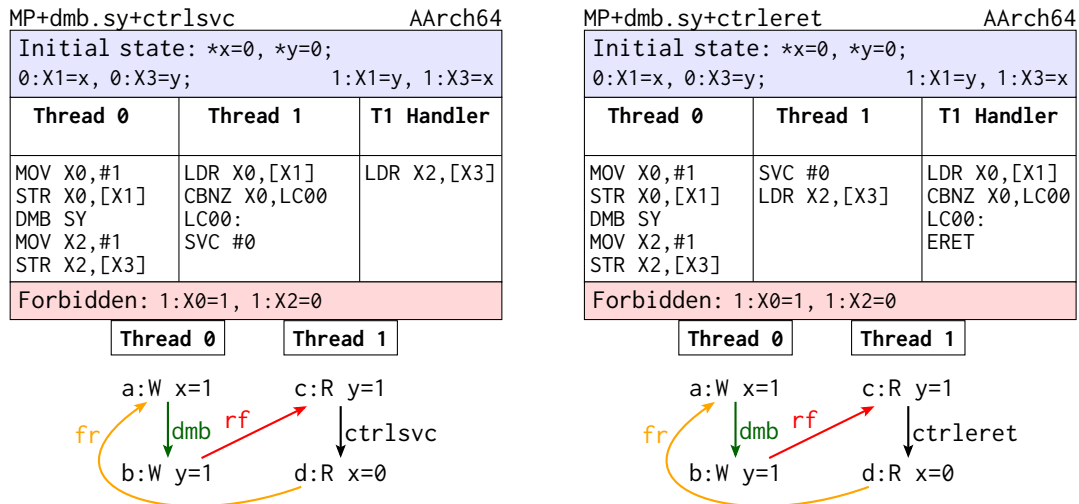 MP+dmb.sy+ctrlsvc AArch64
Initial state: *x=0, *y=0;
0:X1=x, 0:X3=y; 1:X1=y, 1:X3=x
Thread 0 Thread 1 T1 Handler
MOV X0,#1 LDR X0,[X1] LDR X2,[X3]
STR X0,[X1] CBNZ X0,LC00
DMB SY LC00:
MOV X2,#1 SVC #0
STR X2,[X3]
Forbidden: 1:X0=1, 1:X2=0
Thread 0 Thread 1
a:W x=1 c:R y=1
fr dmb rf ctrlsvc
b:W y=1 d:R x=0
MP+dmb.sy+ctrleret AArch64
Initial state: *x=0, *y=0;
0:X1=x, 0:X3=y; 1:X1=y, 1:X3=x
Thread 0 Thread 1 T1 Handler
MOV X0,#1 SVC #0 LDR X0,[X1]
STR X0,[X1] LDR X2,[X3] CBNZ X0,LC00
DMB SY LC00:
MOV X2,#1 ERET
STR X2,[X3]
Forbidden: 1:X0=1, 1:X2=0
Thread 0 Thread 1
a:W x=1 c:R y=1
fr dmb rf ctrleret
b:W y=1 d:R x=0